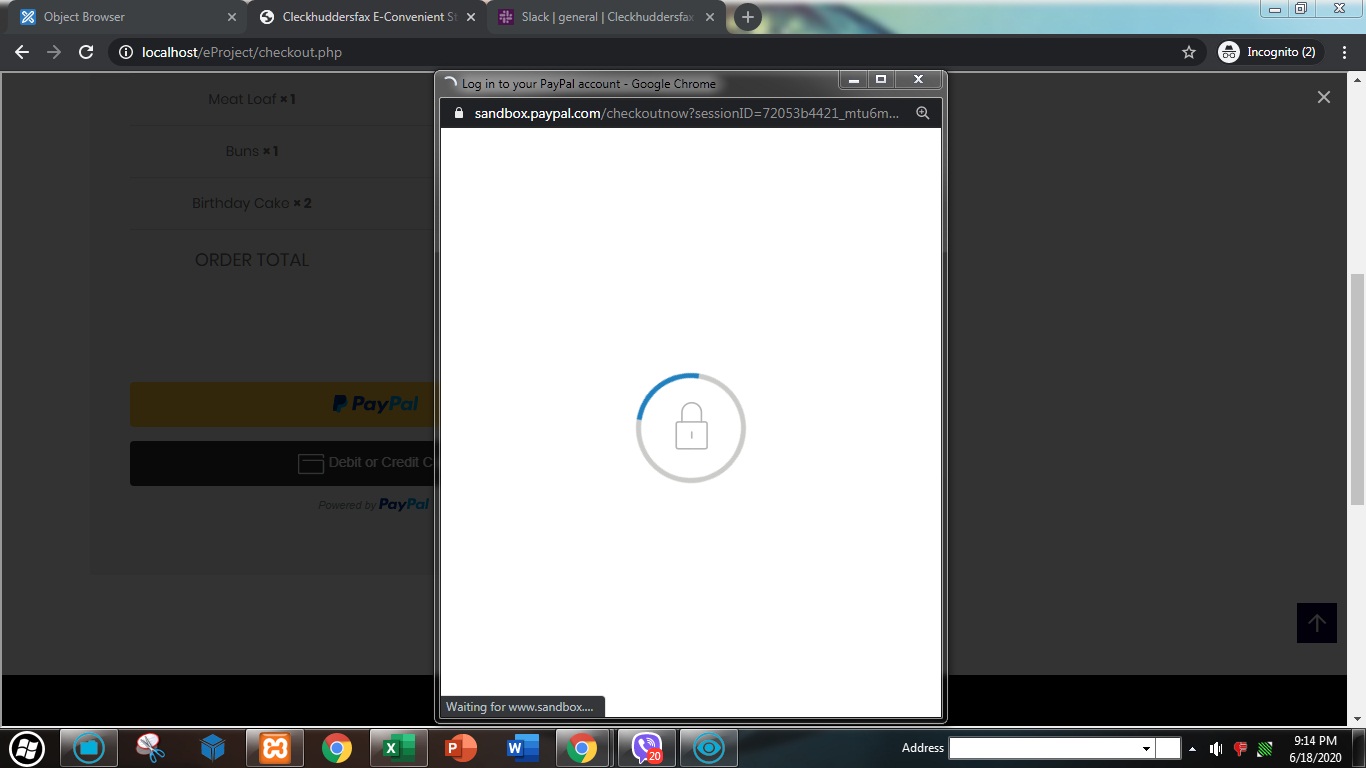 Object Browser
Cleckhuddersfax E-Convenient St
Slack | general | Cleckhuddersfax
localhost/eProject/checkout.php
Incognito (2)
Log in to your PayPal account - Google Chrome
sandbox.paypal.com/checkoutnow?sessionID=72053b4421_mtu6m...
Moat Loaf × 1
Buns × 1
Birthday Cake × 2
ORDER TOTAL
PayPal
Debit or Credit C
Powered by PayPal
Waiting for www.sandbox....
Address
20
9:14 PM
6/18/2020